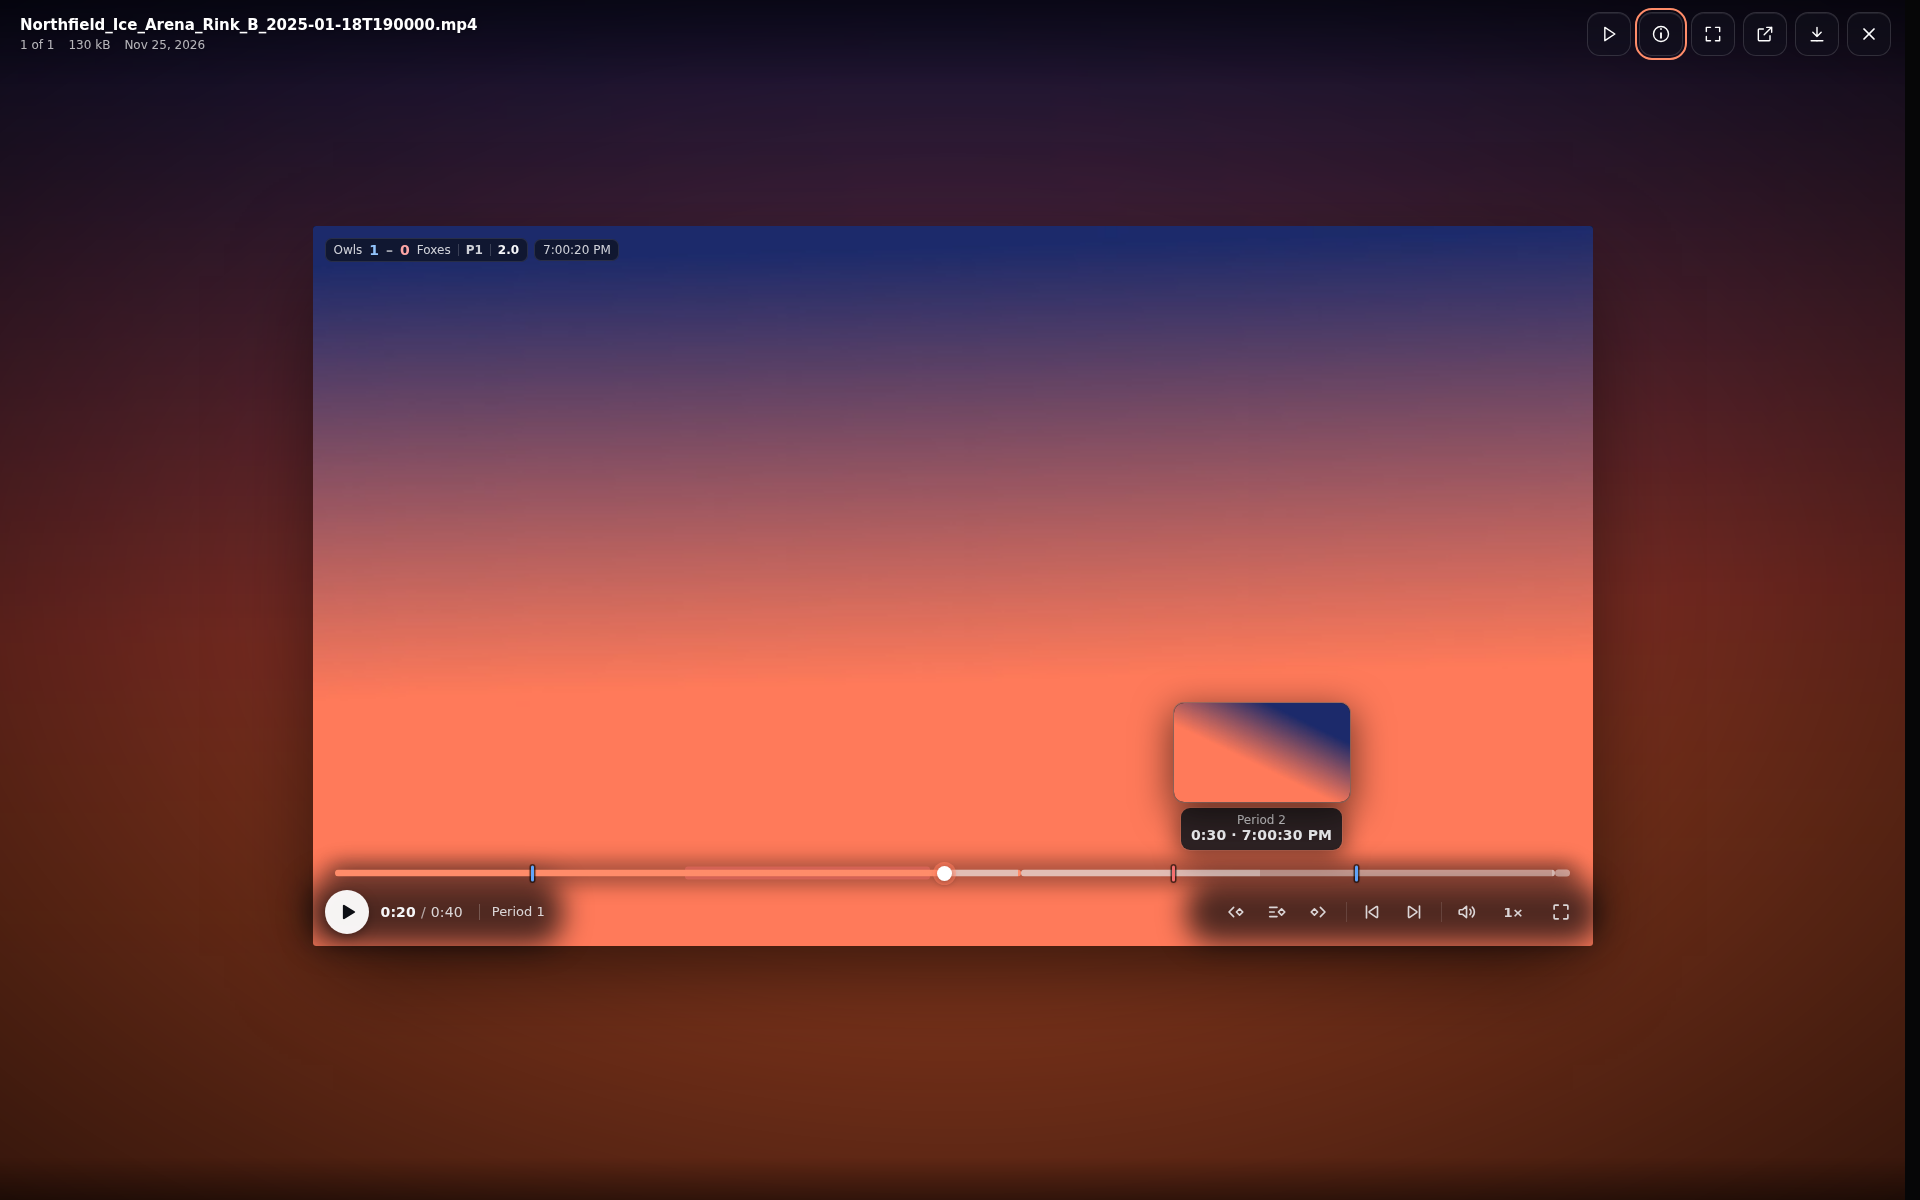 Northfield_Ice_Arena_Rink_B_2025-01-18T190000.mp4
1 of 1 130 kB Nov 25, 2026
Owls 1 – 0 Foxes P1 2.0 7:00:20 PM
Period 2
0:30 · 7:00:30 PM
0:20 / 0:40 Period 1 1×